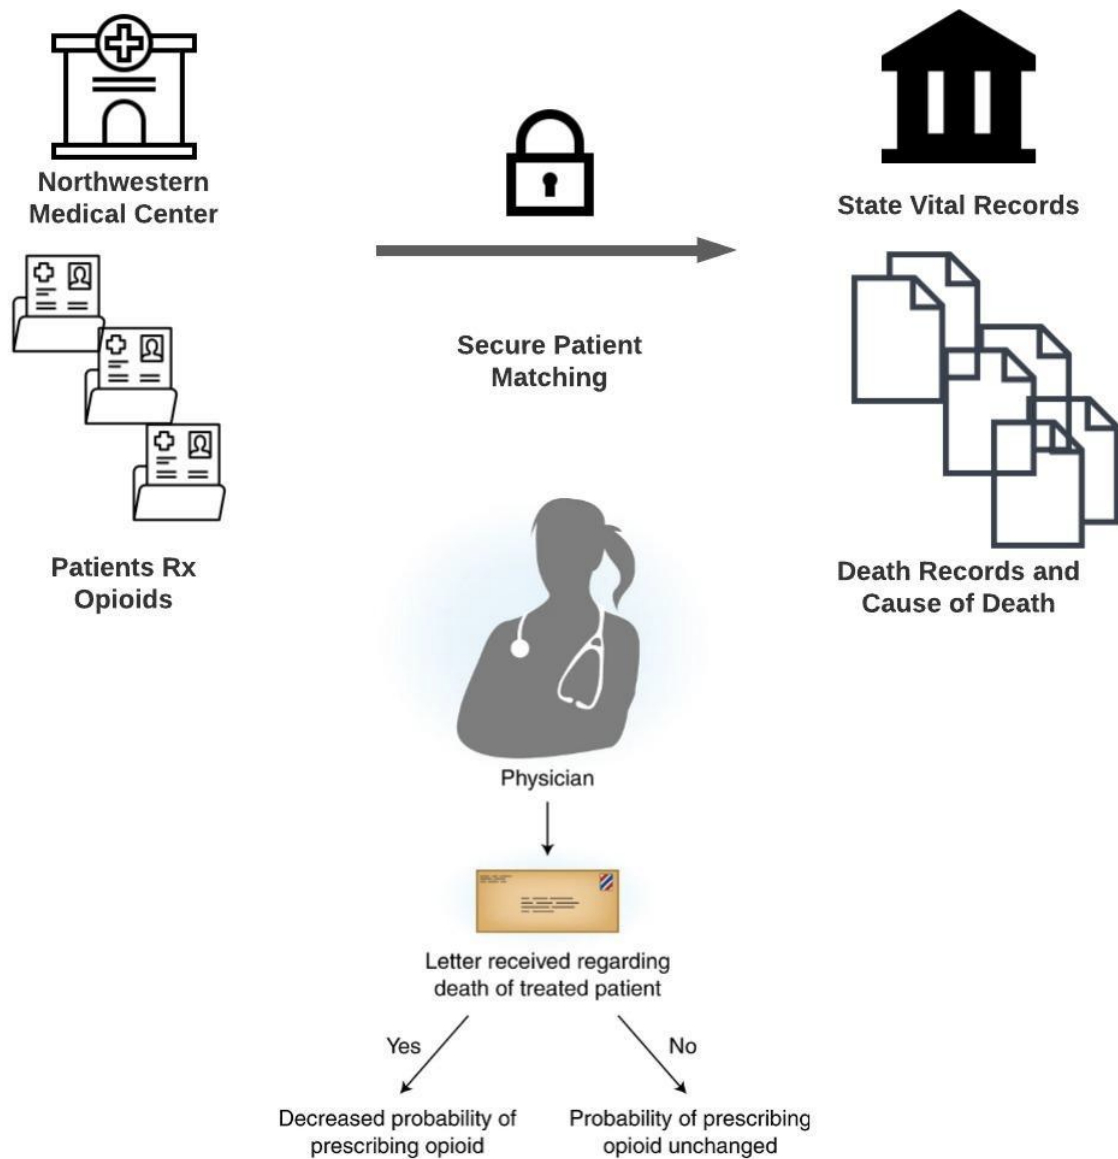 Northwestern
Medical Center
State Vital Records
Secure Patient
Matching
Patients Rx
Opioids
Death Records and
Cause of Death
Physician
Letter received regarding
death of treated patient
Yes
No
Decreased probability of
prescribing opioid
Probability of prescribing
opioid unchanged